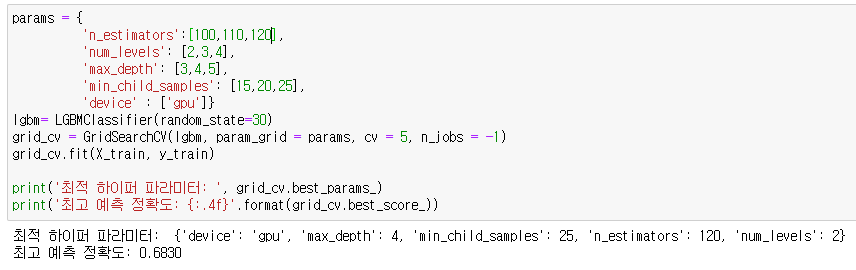 params = {
'n_estimators':[100,110,120],
'num_levels': [2,3,4],
'max_depth': [3,4,5],
'min_child_samples': [15,20,25],
'device' : ['gpu']}
lgbm= LGBMClassifier(random_state=30)
grid_cv = GridSearchCV(lgbm, param_grid = params, cv = 5, n_jobs = -1)
grid_cv.fit(X_train, y_train)
print('최적 하이퍼 파라미터: ', grid_cv.best_params_)
print('최고 예측 정확도: {:.4f}'.format(grid_cv.best_score_))
최적 하이퍼 파라미터:  {'device': 'gpu', 'max_depth': 4, 'min_child_samples': 25, 'n_estimators': 120, 'num_levels': 2}
최고 예측 정확도: 0.6830